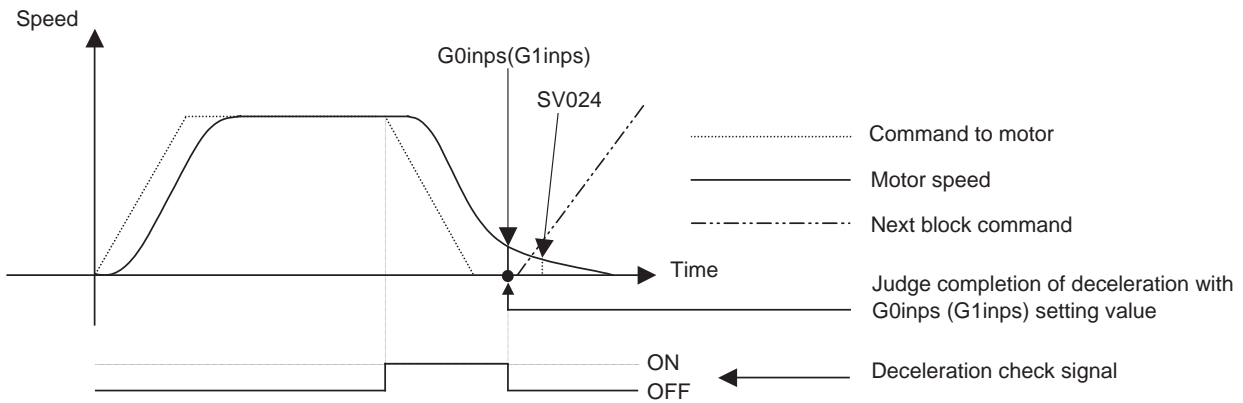 Speed
G0inps(G1inps)
SV024
Command to motor
Motor speed
Next block command
Time
Judge completion of deceleration with
G0inps (G1inps) setting value
ON
OFF
Deceleration check signal